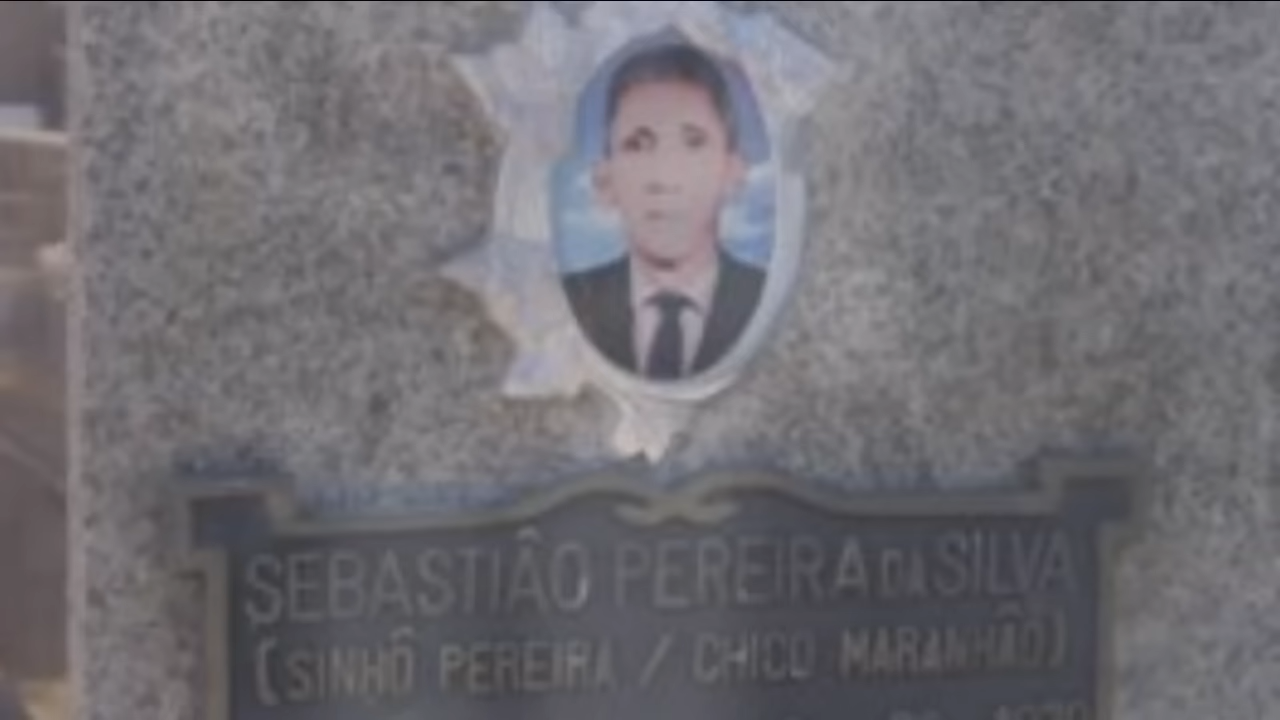 SEBASTIÃO PEREIRA DA SILVA
(SINHÔ PEREIRA / CHICO MARANHÃO)